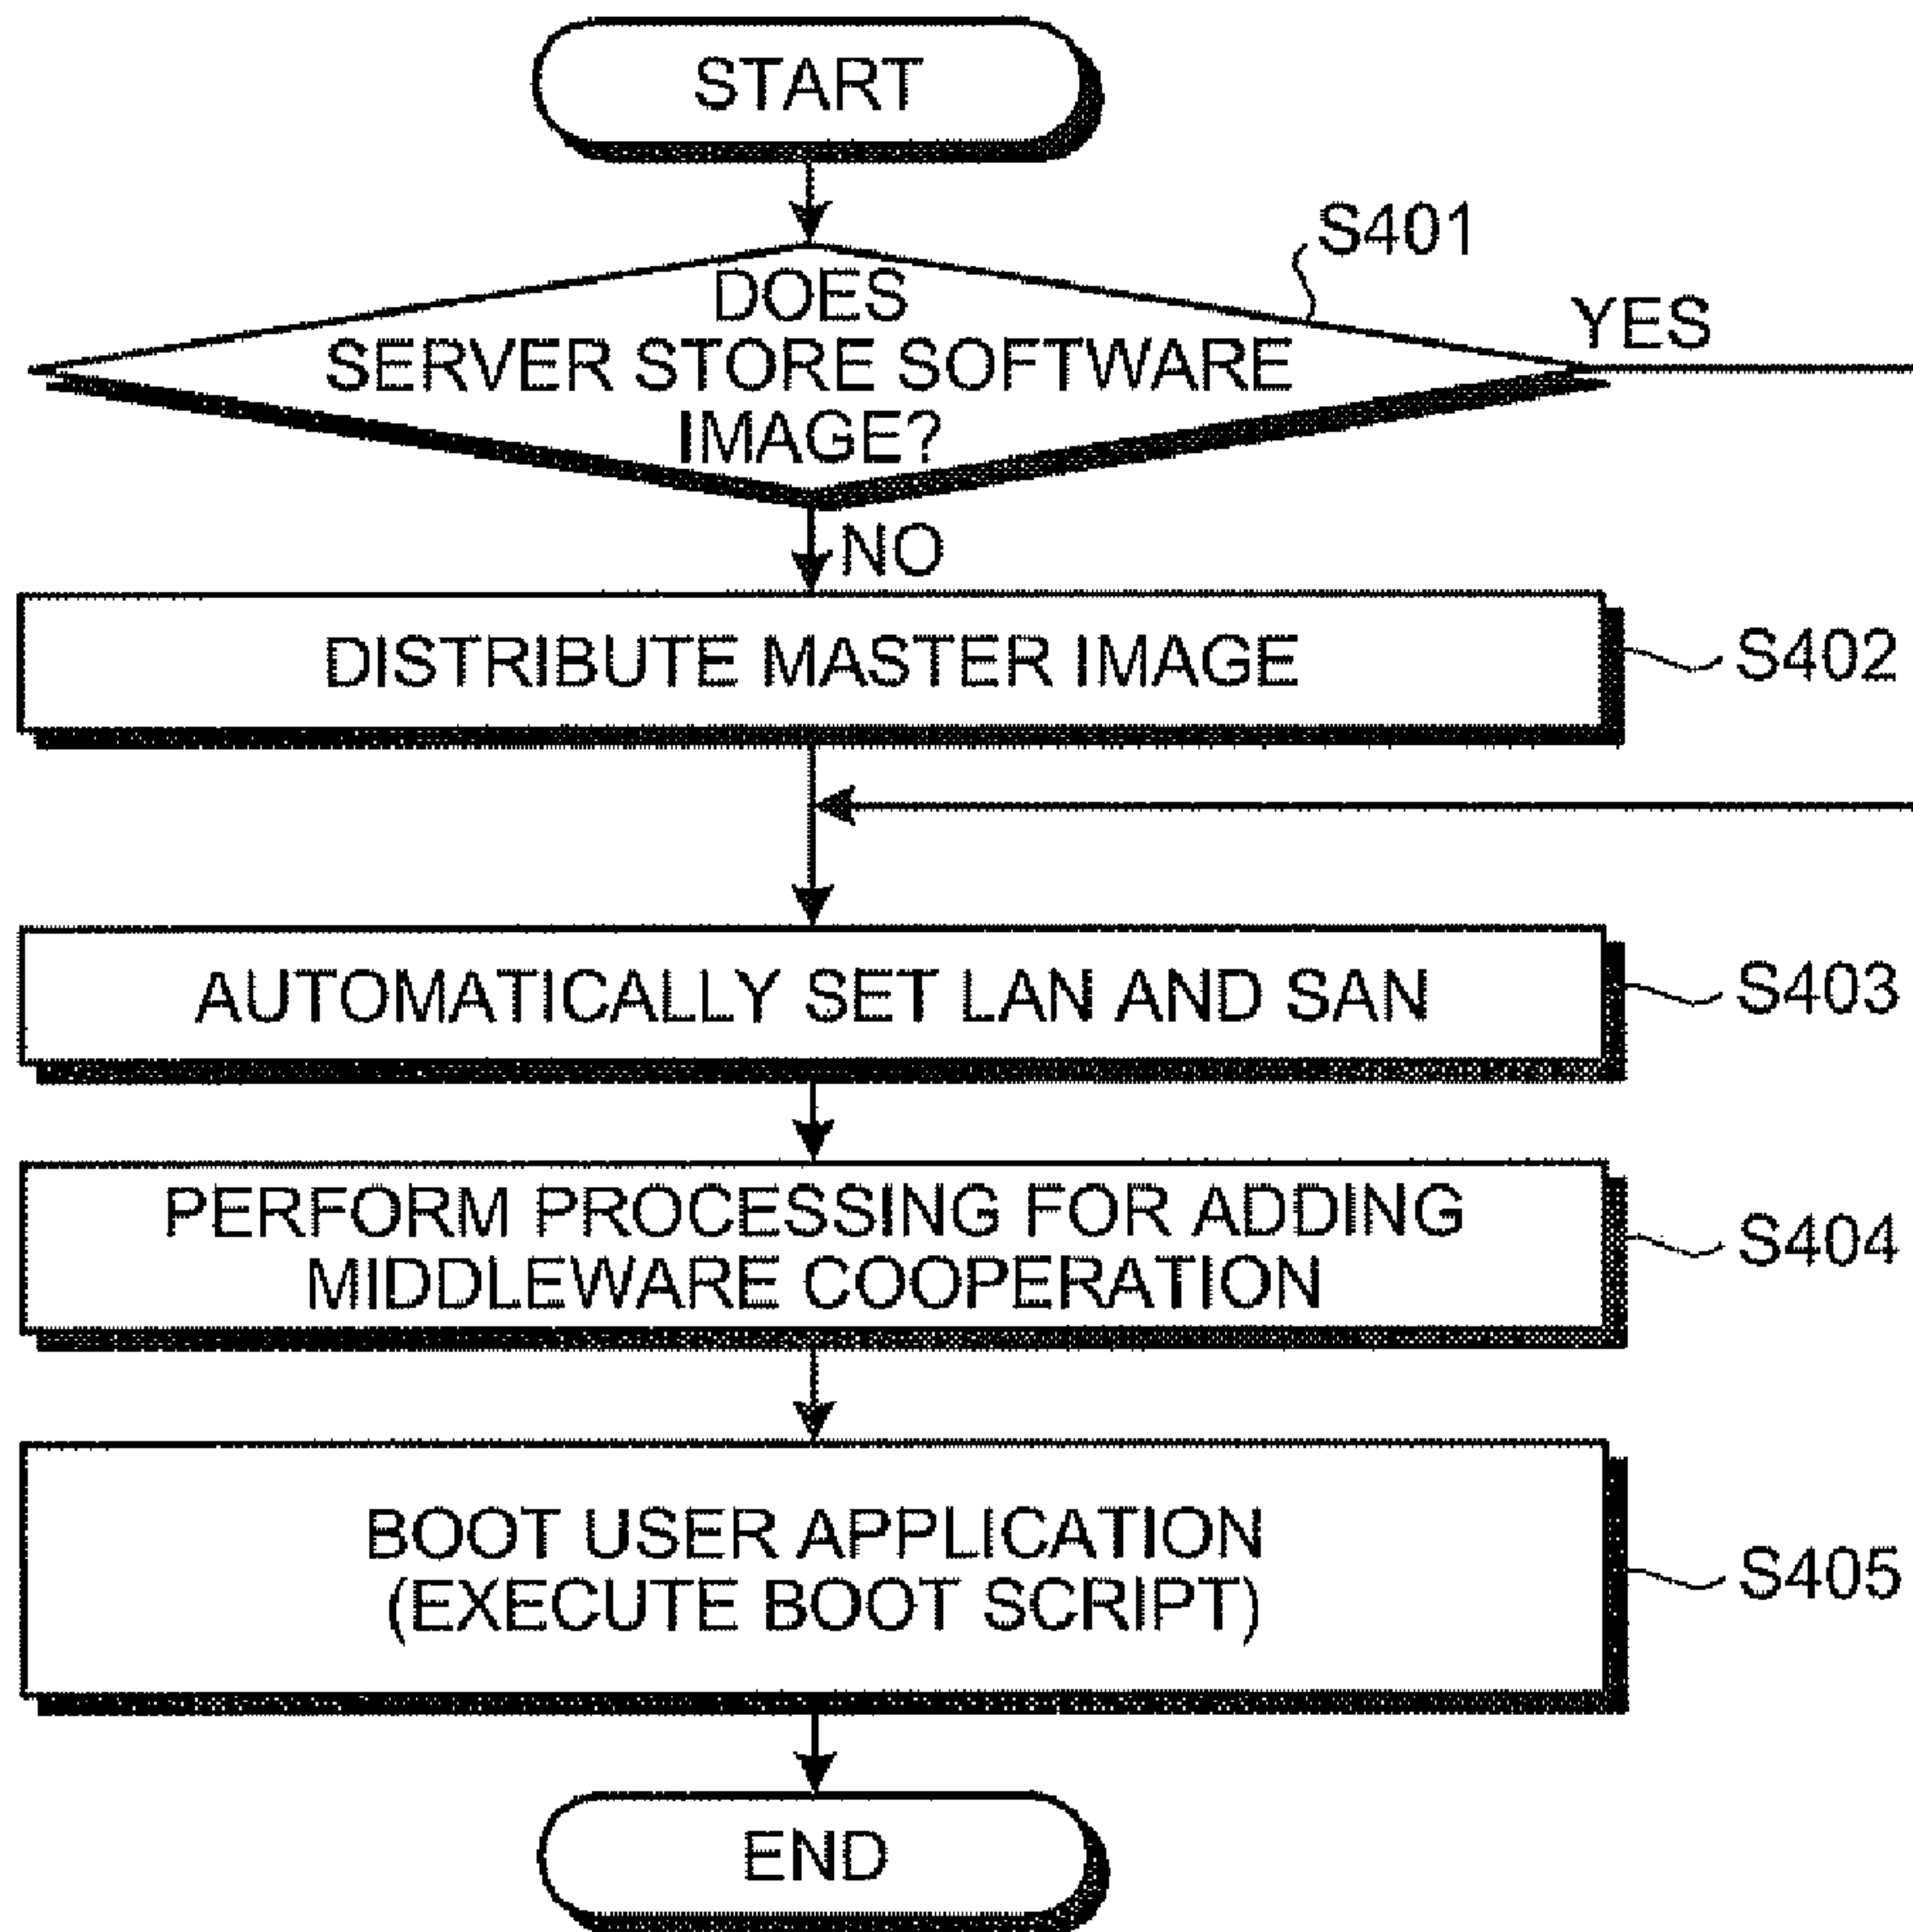 START
S401
DOES
SERVER STORE SOFTWARE
IMAGE?
YES
NO
DISTRIBUTE MASTER IMAGE
S402
AUTOMATICALLY SET LAN AND SAN
S403
PERFORM PROCESSING FOR ADDING
MIDDLEWARE COOPERATION
S404
BOOT USER APPLICATION
(EXECUTE BOOT SCRIPT)
S405
END